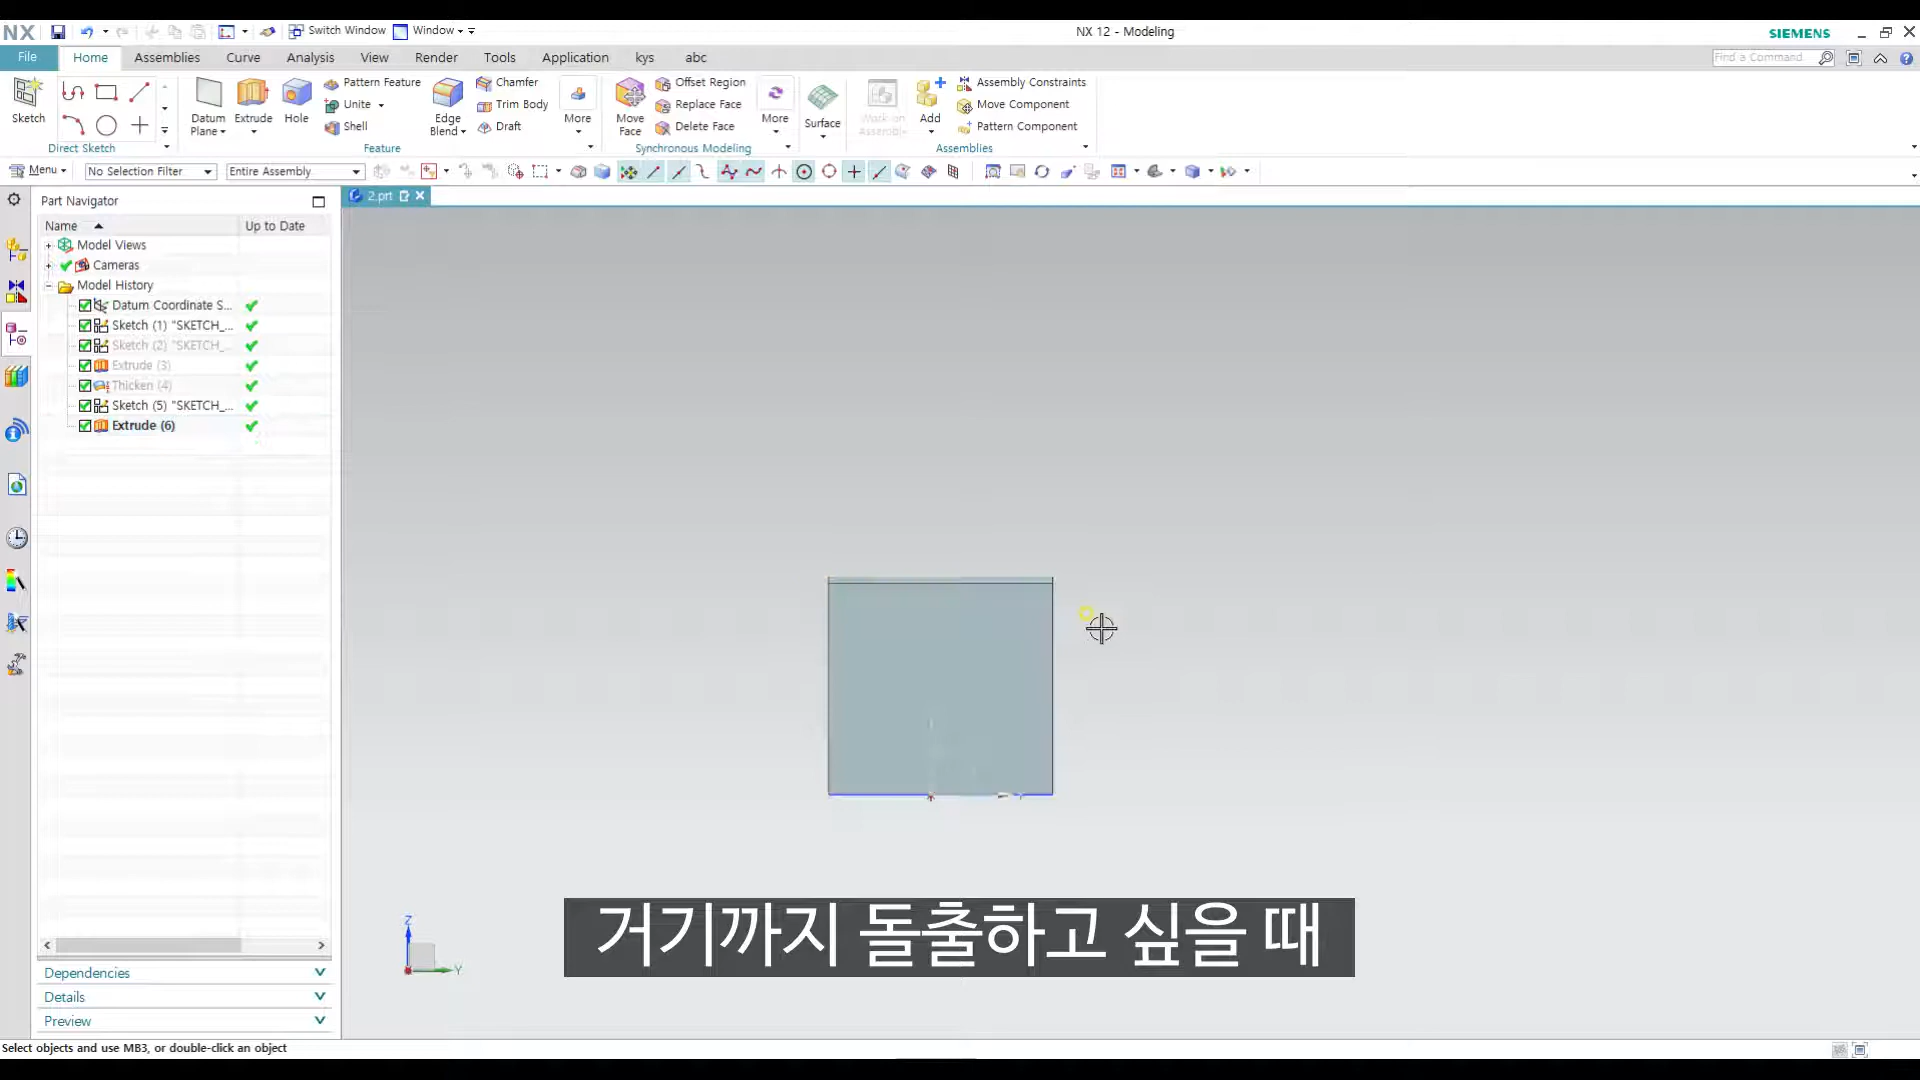 NX
Switch Window
Window
NX 12 - Modeling
SIEMENS
File
Home
Assemblies
Curve
Analysis
View
Render
Tools
Application
kys
abc
Find a Command
Sketch
Direct Sketch
Datum Plane
Extrude
Hole
Pattern Feature
Unite
Shell
Edge Blend
Chamfer
Trim Body
Draft
More
Feature
Move Face
Offset Region
Replace Face
Delete Face
More
Synchronous Modeling
Surface
Work on Assembly
Add
Assembly Constraints
Move Component
Pattern Component
Assemblies
Menu
No Selection Filter
Entire Assembly
Part Navigator
2.prt
Name
Up to Date
Model Views
Cameras
Model History
Datum Coordinate S...
Sketch (1) "SKETCH_...
Sketch (2) "SKETCH_...
Extrude (3)
Thicken (4)
Sketch (5) "SKETCH_...
Extrude (6)
Z
Y
거기까지 돌출하고 싶을 때
Dependencies
Details
Preview
Select objects and use MB3, or double-click an object